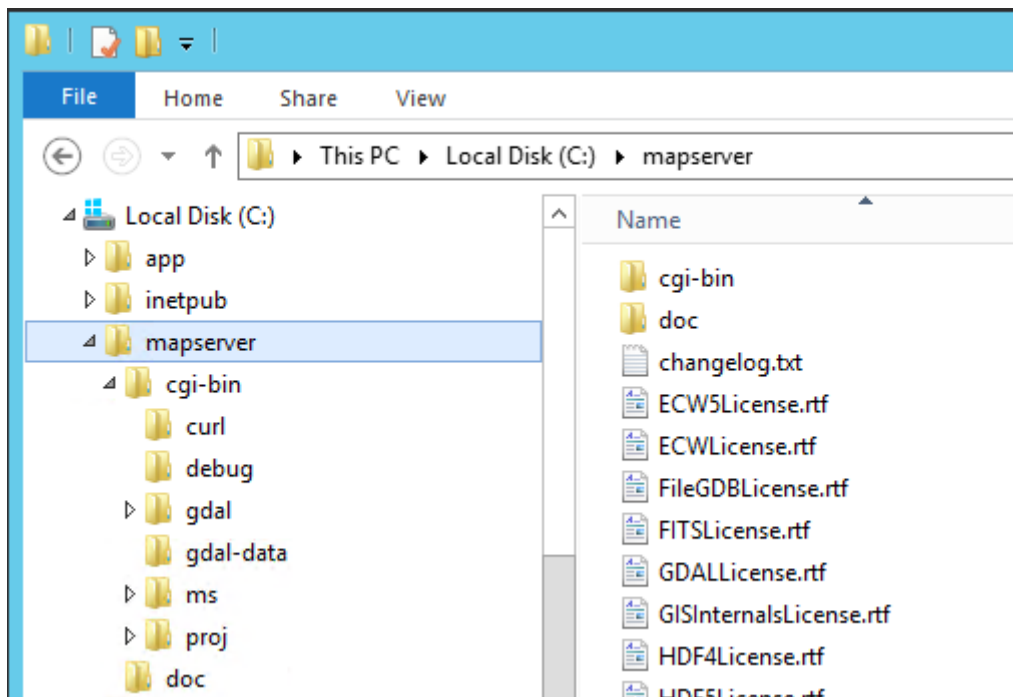 File Home Share View
This PC Local Disk (C:) mapserver
Local Disk (C:)
app
inetpub
mapserver
cgi-bin
curl
debug
gdal
gdal-data
ms
proj
doc
Name
cgi-bin
doc
changelog.txt
ECW5License.rtf
ECWLicense.rtf
FileGDBLicense.rtf
FITSLicense.rtf
GDALLicense.rtf
GISInternalsLicense.rtf
HDF4License.rtf
HDF5License.rtf